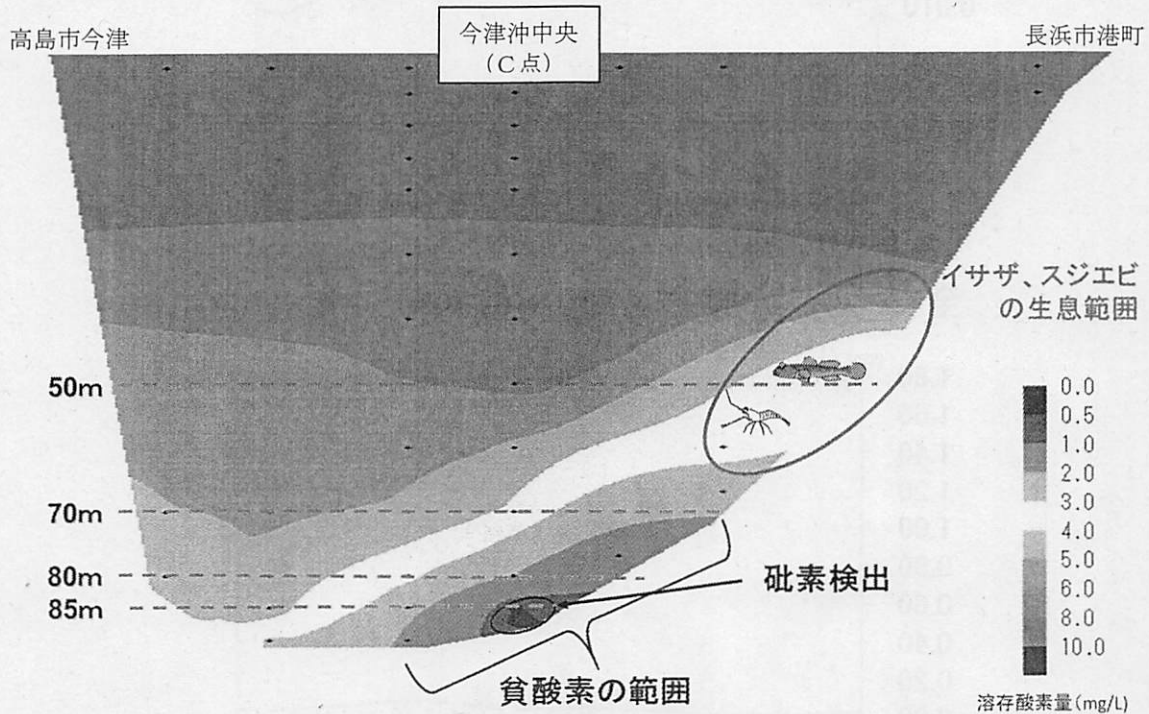 高島市今津
今津沖中央
(C点)
長浜市港町
イサザ、スジエビ
の生息範囲
50m
70m
80m
85m
砒素検出
貧酸素の範囲
0.0
0.5
1.0
2.0
3.0
4.0
5.0
6.0
8.0
10.0
溶存酸素量(mg/L)